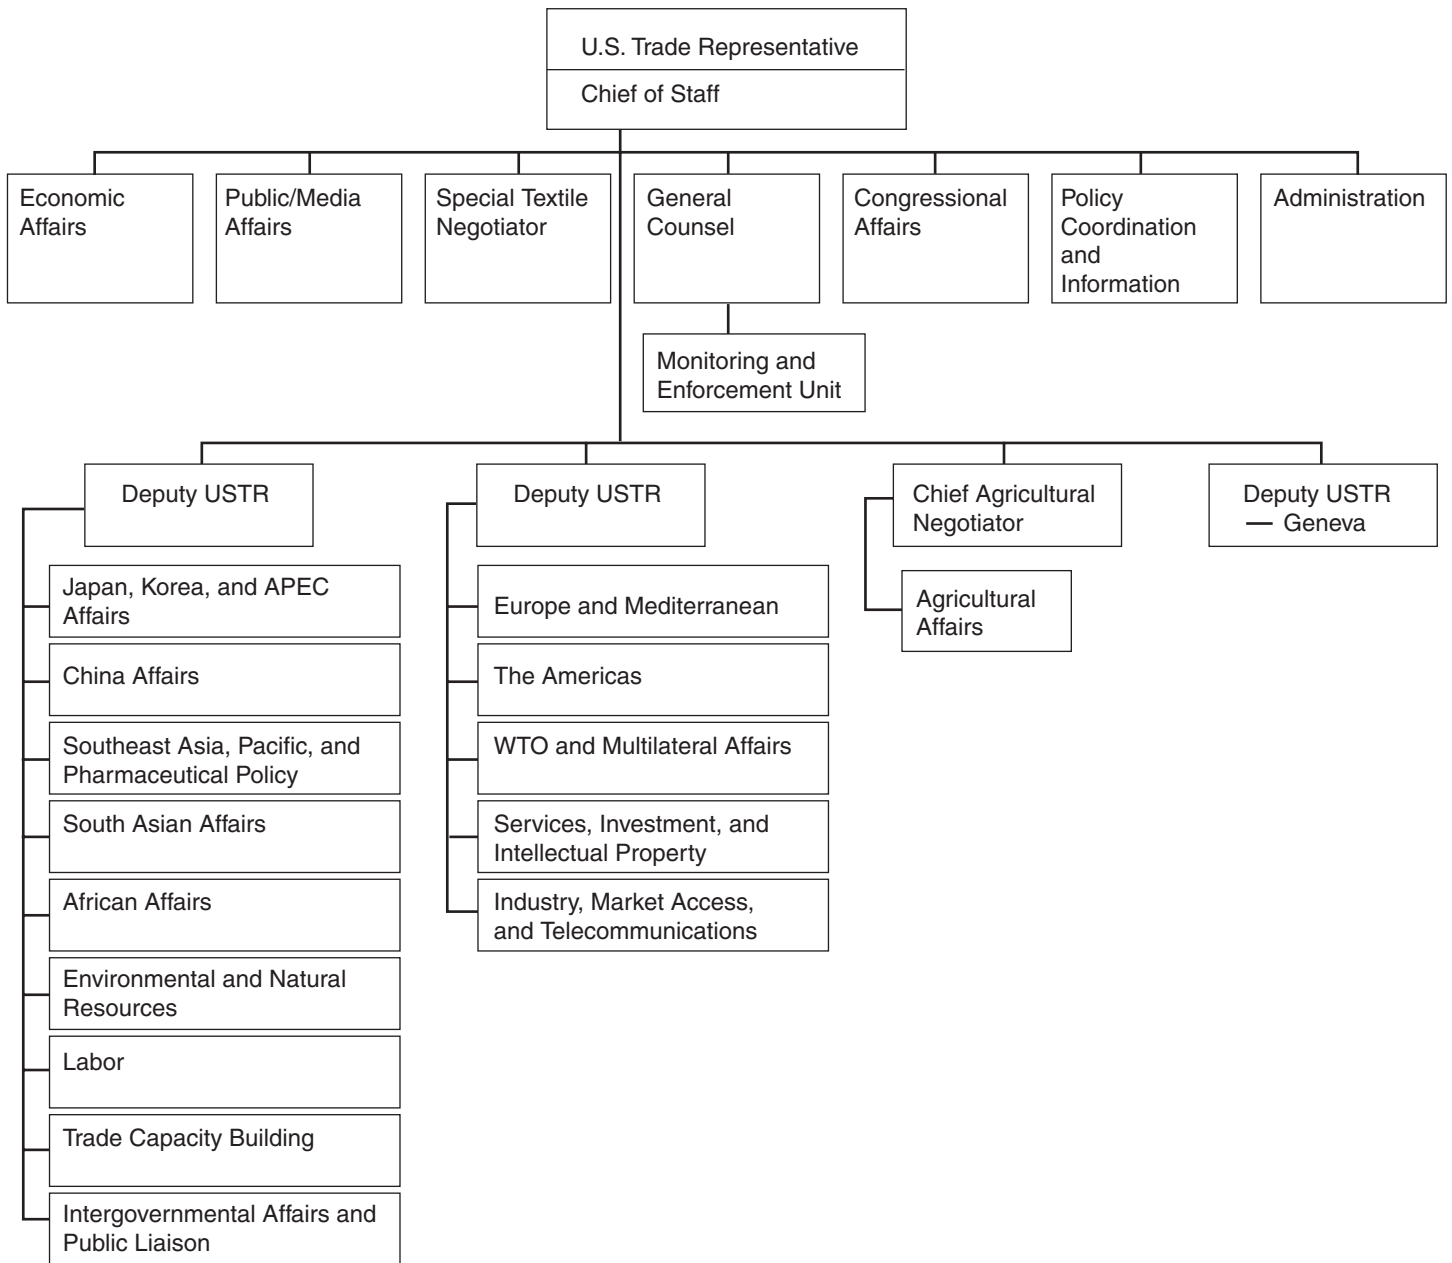 U.S. Trade Representative
Chief of Staff
Economic
Affairs
Public/Media
Affairs
Special Textile
Negotiator
General
Counsel
Congressional
Affairs
Policy
Coordination
and
Information
Administration
Monitoring and
Enforcement Unit
Deputy USTR
Deputy USTR
Chief Agricultural
Negotiator
Deputy USTR
— Geneva
Japan, Korea, and APEC
Affairs
China Affairs
Southeast Asia, Pacific, and
Pharmaceutical Policy
South Asian Affairs
African Affairs
Environmental and Natural
Resources
Labor
Trade Capacity Building
Intergovernmental Affairs and
Public Liaison
Europe and Mediterranean
The Americas
WTO and Multilateral Affairs
Services, Investment, and
Intellectual Property
Industry, Market Access,
and Telecommunications
Agricultural
Affairs